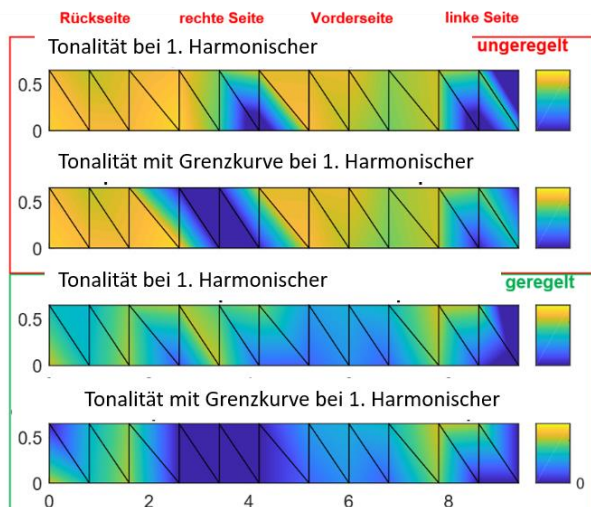 Rückseite rechte Seite Vorderseite linke Seite
Tonalität bei 1. Harmonischer ungeregelt
0.5
0
Tonalität mit Grenzkurve bei 1. Harmonischer
0.5
0
Tonalität bei 1. Harmonischer geregelt
0.5
0
Tonalität mit Grenzkurve bei 1. Harmonischer
0.5
0 0
0 2 4 6 8